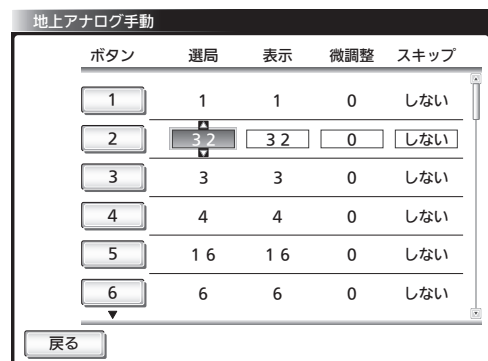 地上アナログ手動
ボタン 選局 表示 微調整 スキップ
1 1 1 0 しない
2 32 32 0 しない
3 3 3 0 しない
4 4 4 0 しない
5 16 16 0 しない
6 6 6 0 しない
戻る